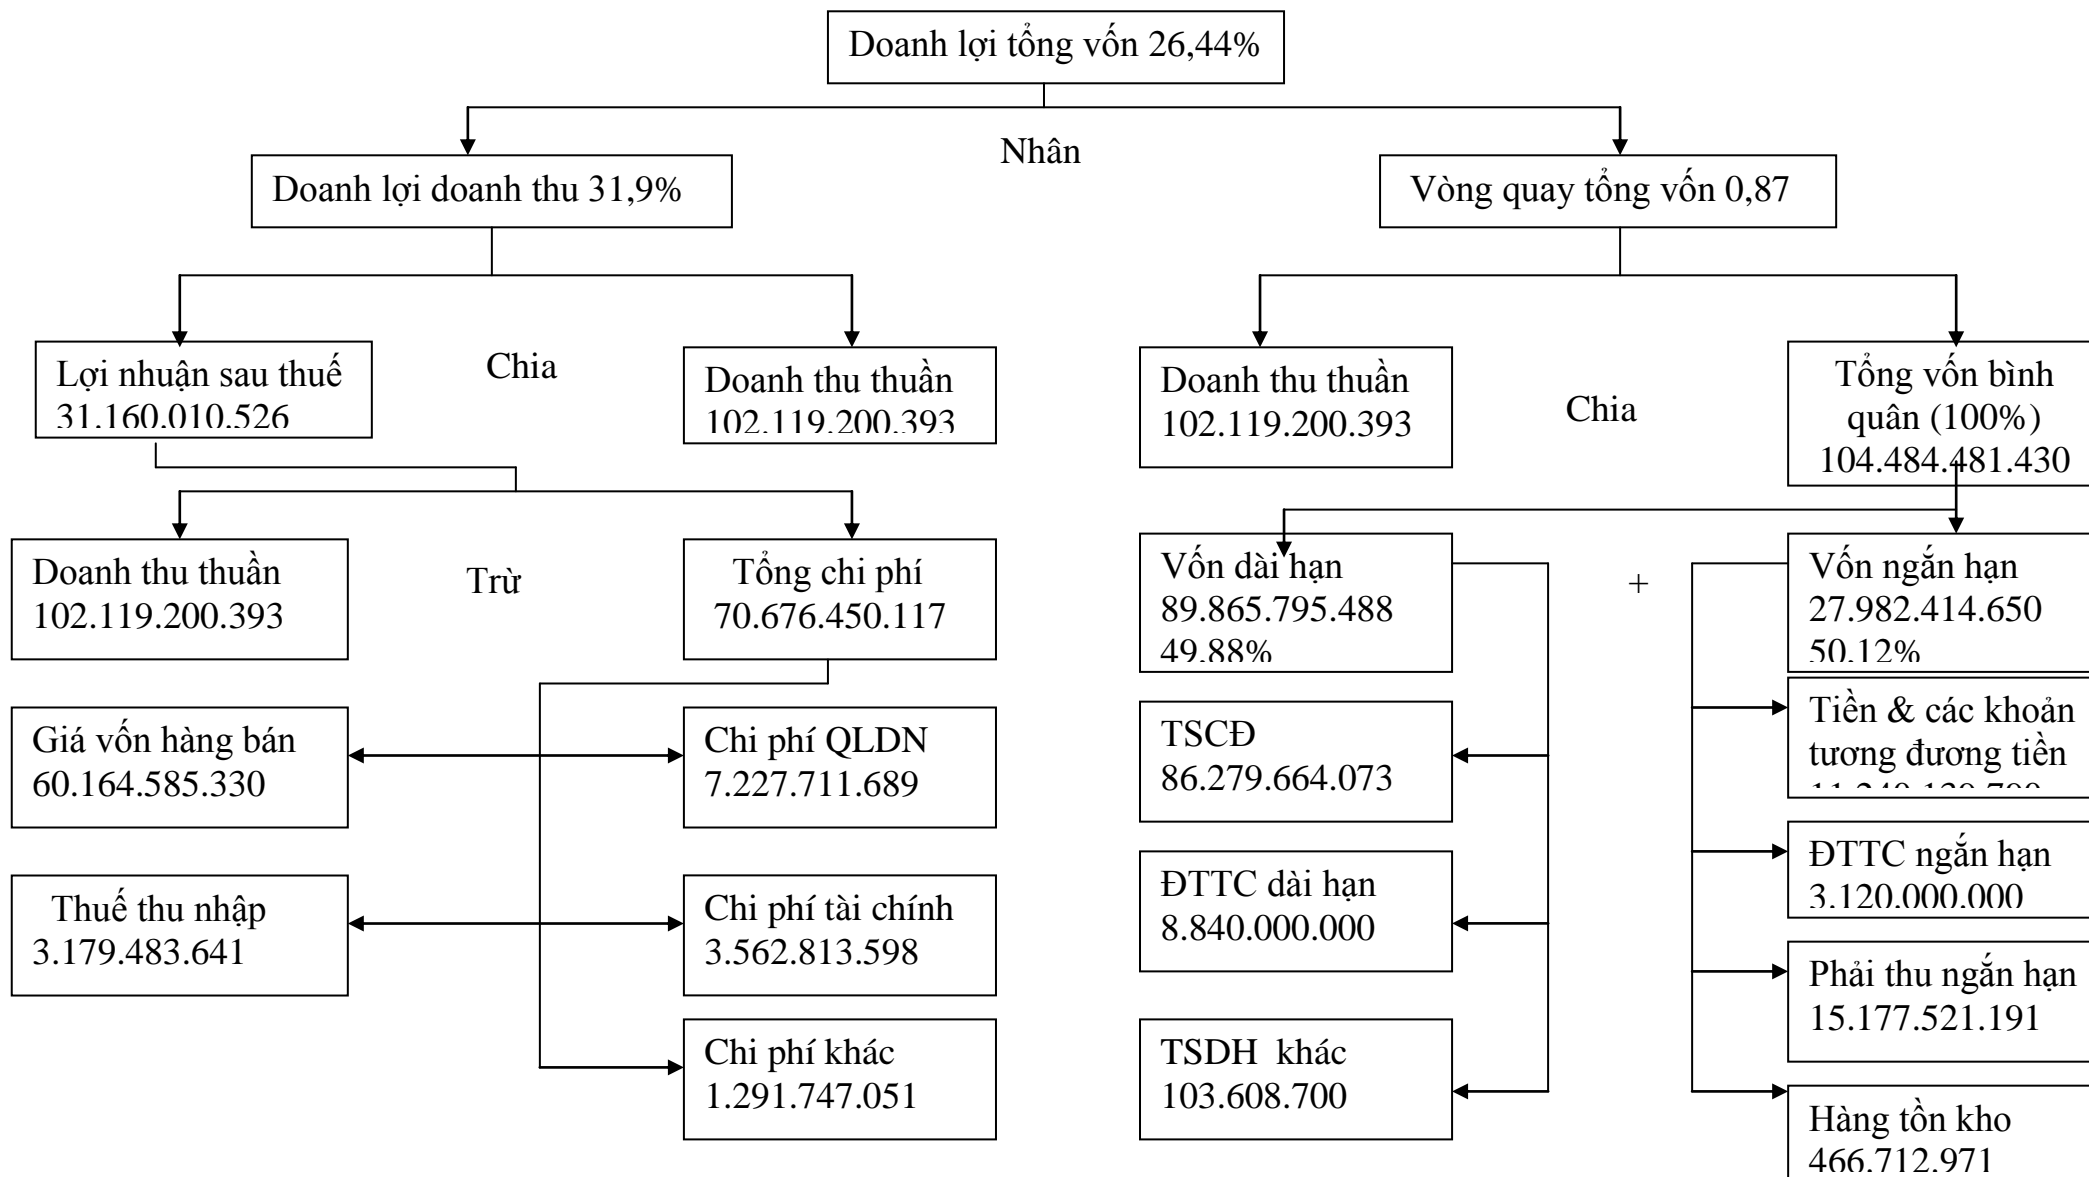 Doanh lợi tổng vốn 26,44%
Nhân
Doanh lợi doanh thu 31,9%
Vòng quay tổng vốn 0,87
Lợi nhuận sau thuế
31.160.010.526
Chia
Doanh thu thuần
102.119.200.393
Doanh thu thuần
102.119.200.393
Chia
Tổng vốn bình
quân (100%)
104.484.481.430
Doanh thu thuần
102.119.200.393
Trừ
Tổng chi phí
70.676.450.117
Vốn dài hạn
89.865.795.488
49.88%
+
Vốn ngắn hạn
27.982.414.650
50.12%
Giá vốn hàng bán
60.164.585.330
Chi phí QLDN
7.227.711.689
TSCĐ
86.279.664.073
Tiền & các khoản
tương đương tiền
Thuế thu nhập
3.179.483.641
Chi phí tài chính
3.562.813.598
ĐTTC dài hạn
8.840.000.000
ĐTTC ngắn hạn
3.120.000.000
Phải thu ngắn hạn
15.177.521.191
Chi phí khác
1.291.747.051
TSDH khác
103.608.700
Hàng tồn kho
466.712.971